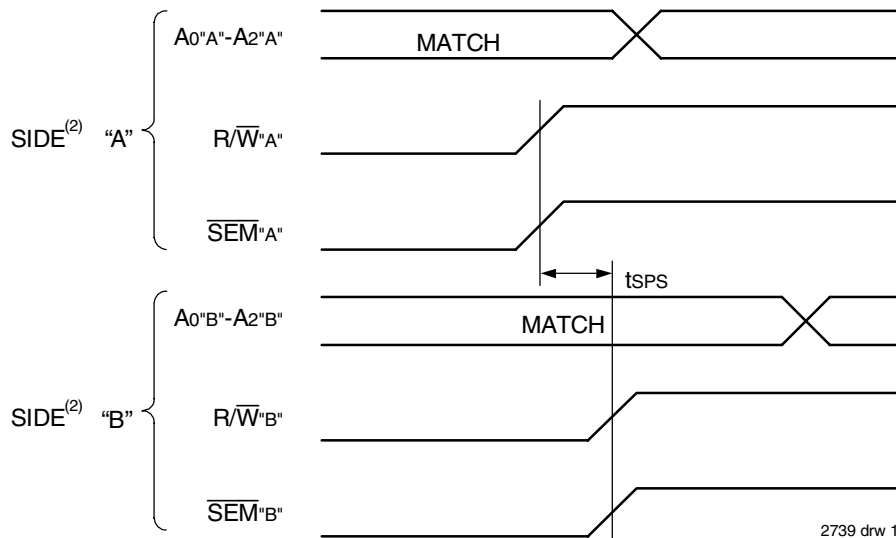 A0"A"-A2"A"
MATCH
SIDE(2) “A”
R/W"A"
SEM"A"
tSPS
A0"B"-A2"B"
MATCH
SIDE(2) “B”
R/W"B"
SEM"B"
2739 drw 1